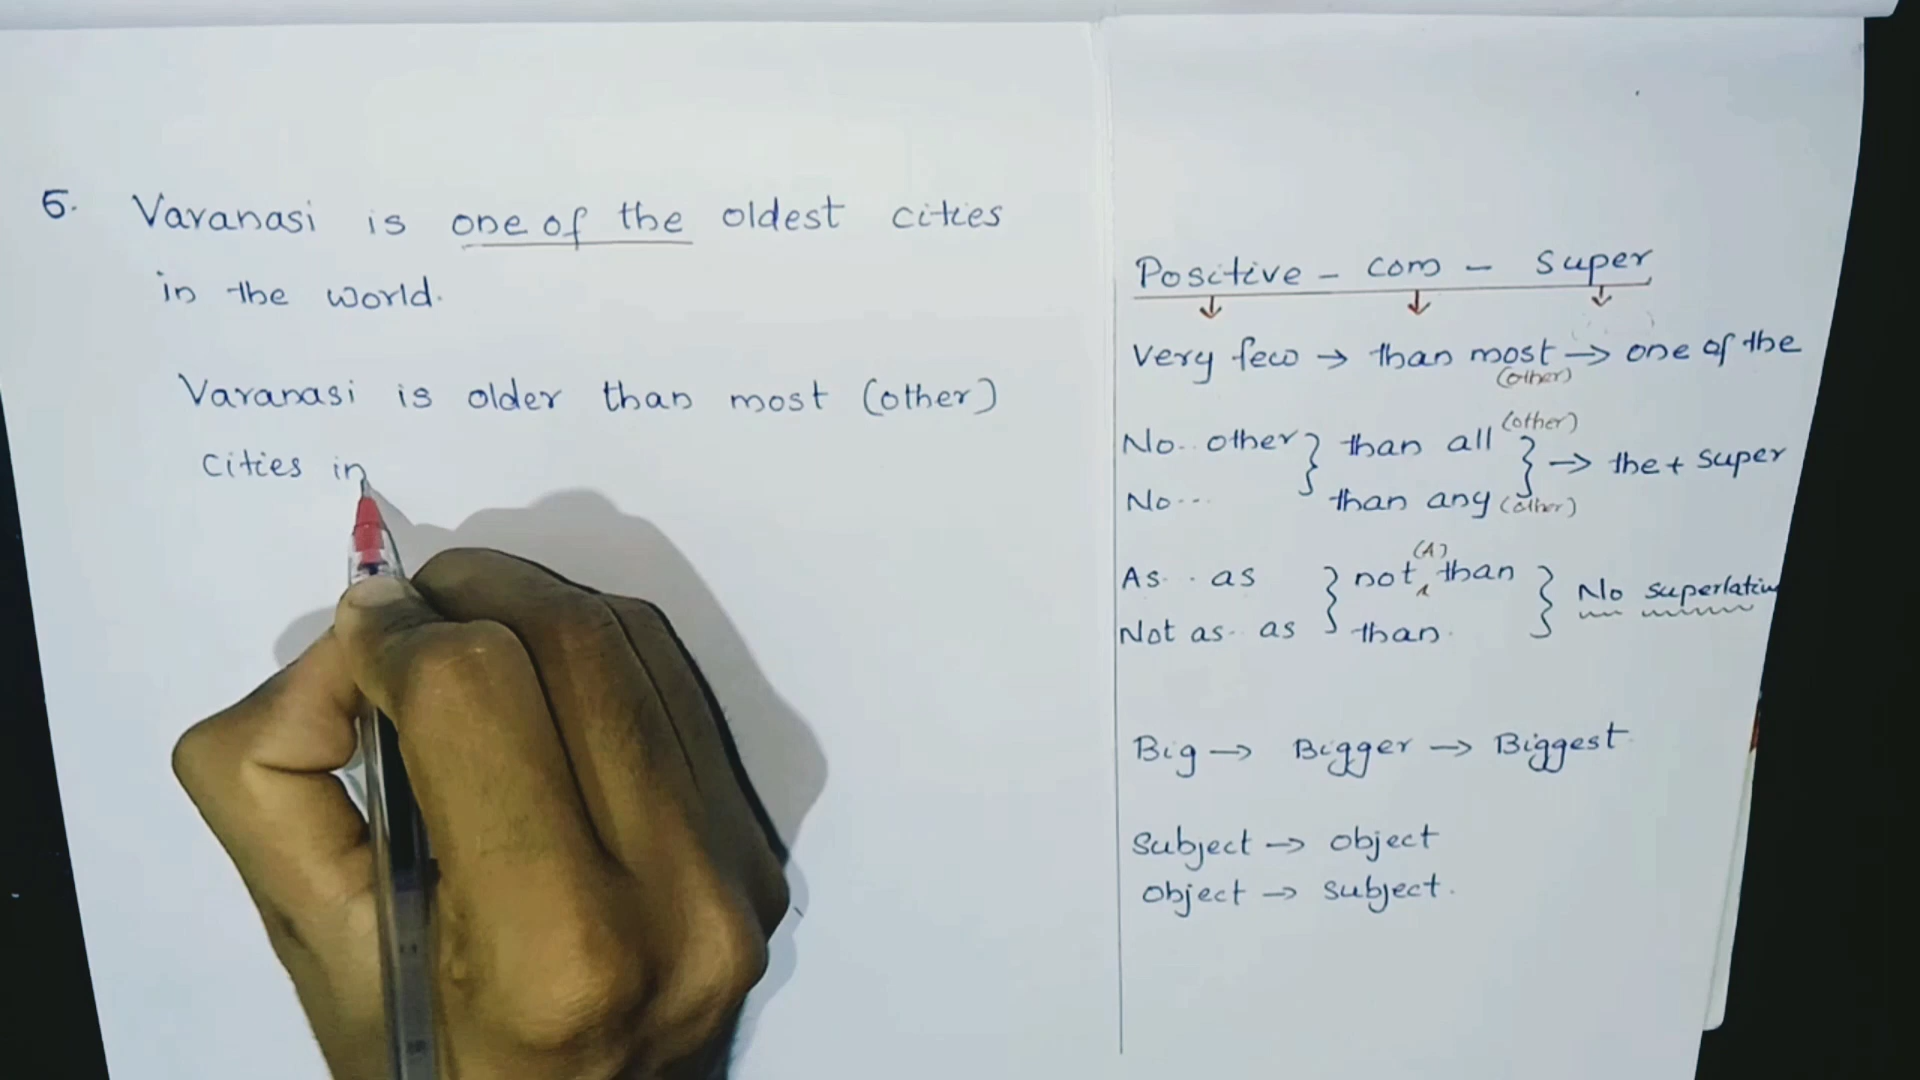 5. Varanasi is one of the oldest cities
in the world.
Varanasi is older than most (other)
cities in
Positive - com - super
Very few → than most → one of the
(other)
(other)
No.. other } than all } → the + super
No... than any (other)
(A)
As.. as } not ‸ than } No superlative
Not as.. as than.
Big → Bigger → Biggest.
Subject → object
object → subject.